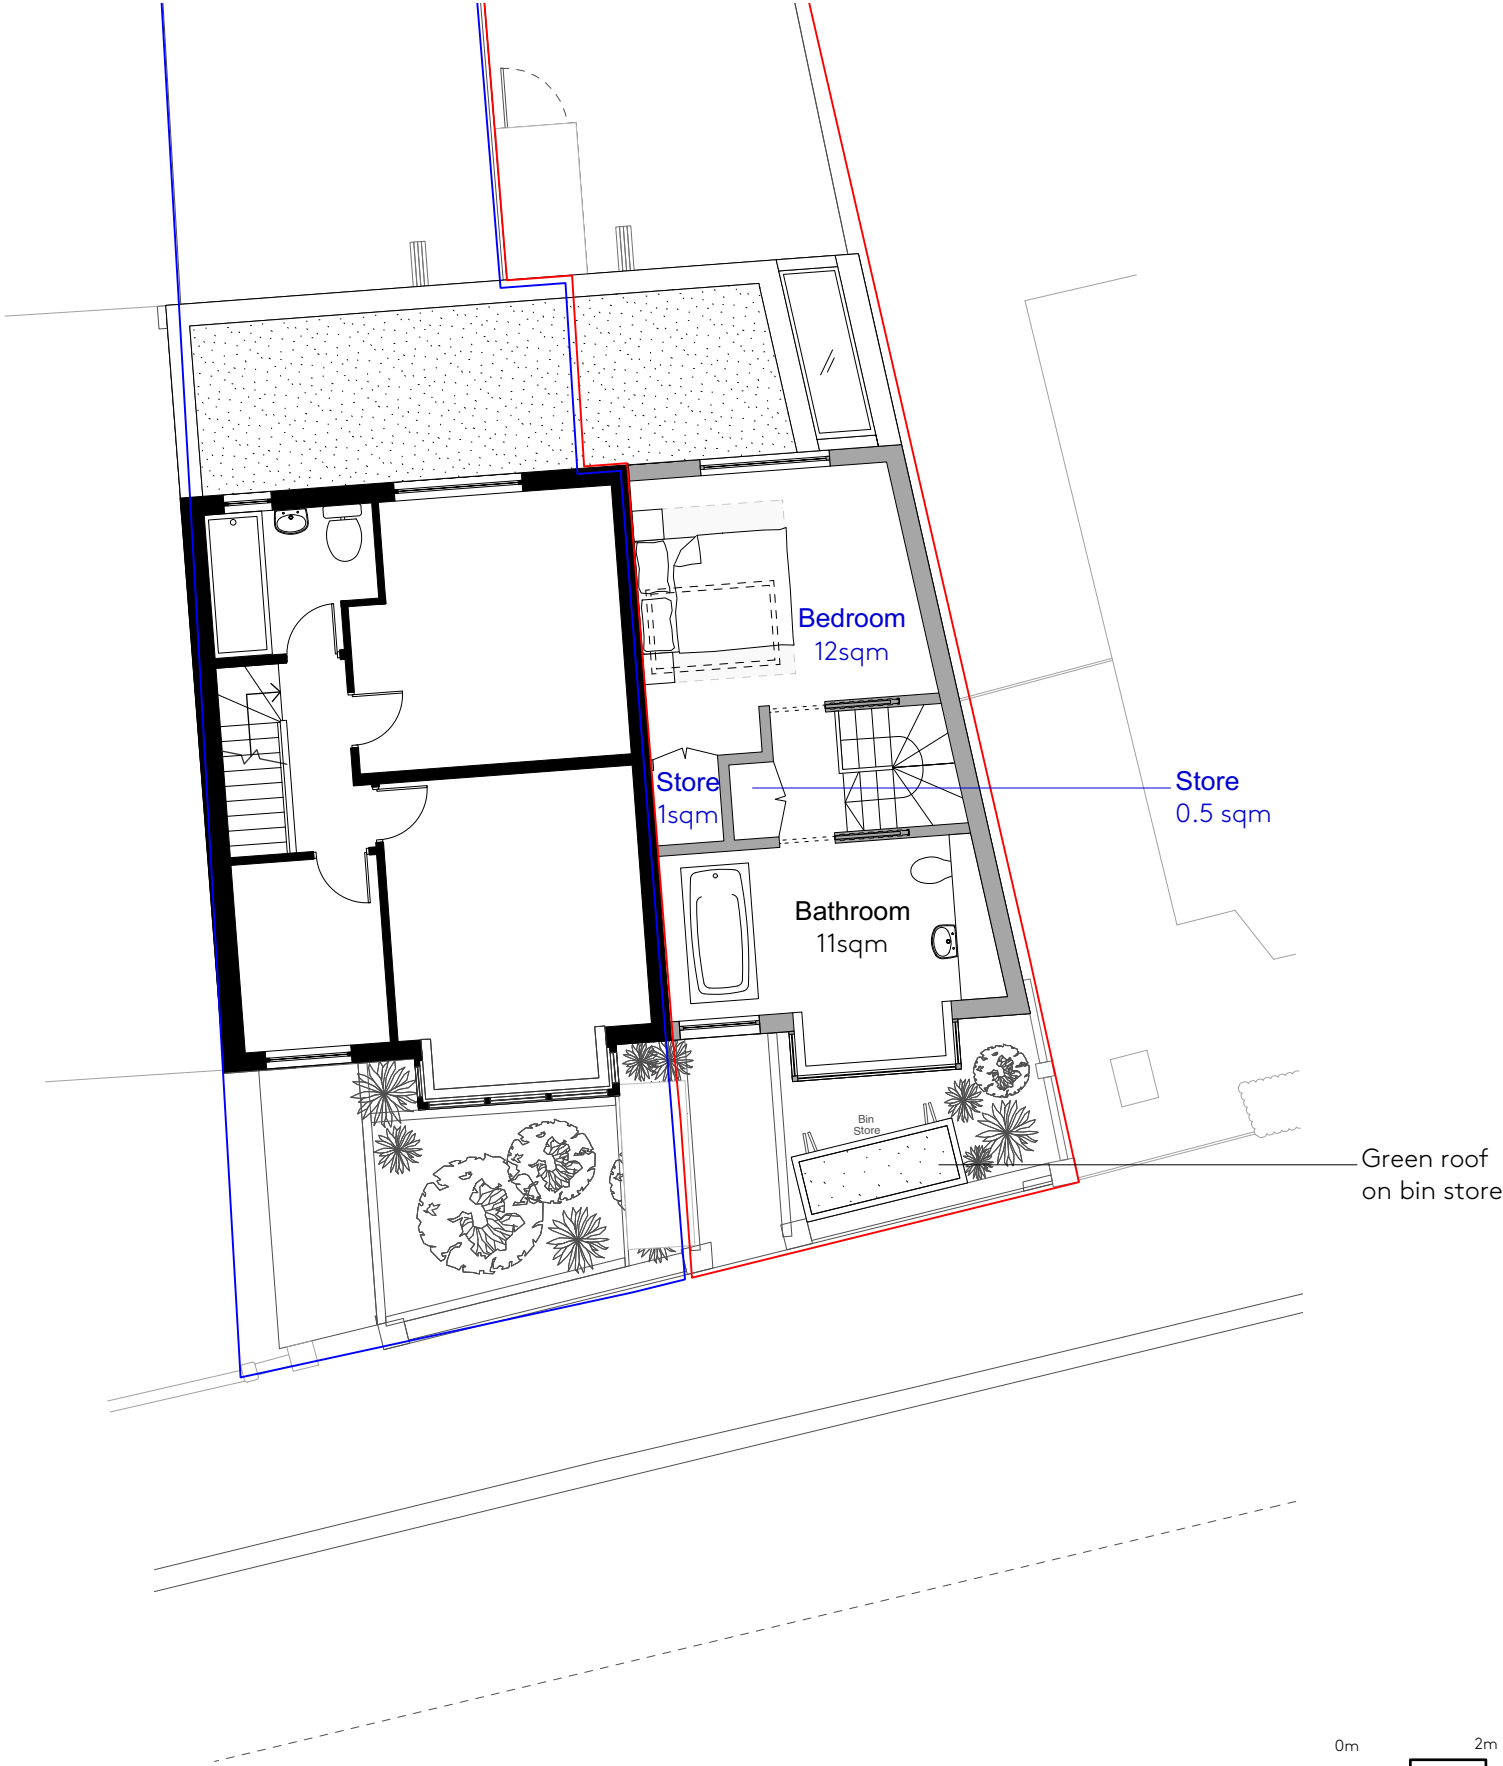 Bedroom
12sqm
Store
1sqm
Store
0.5 sqm
Bathroom
11sqm
Bin
Store
Green roof
on bin store
0m
2m